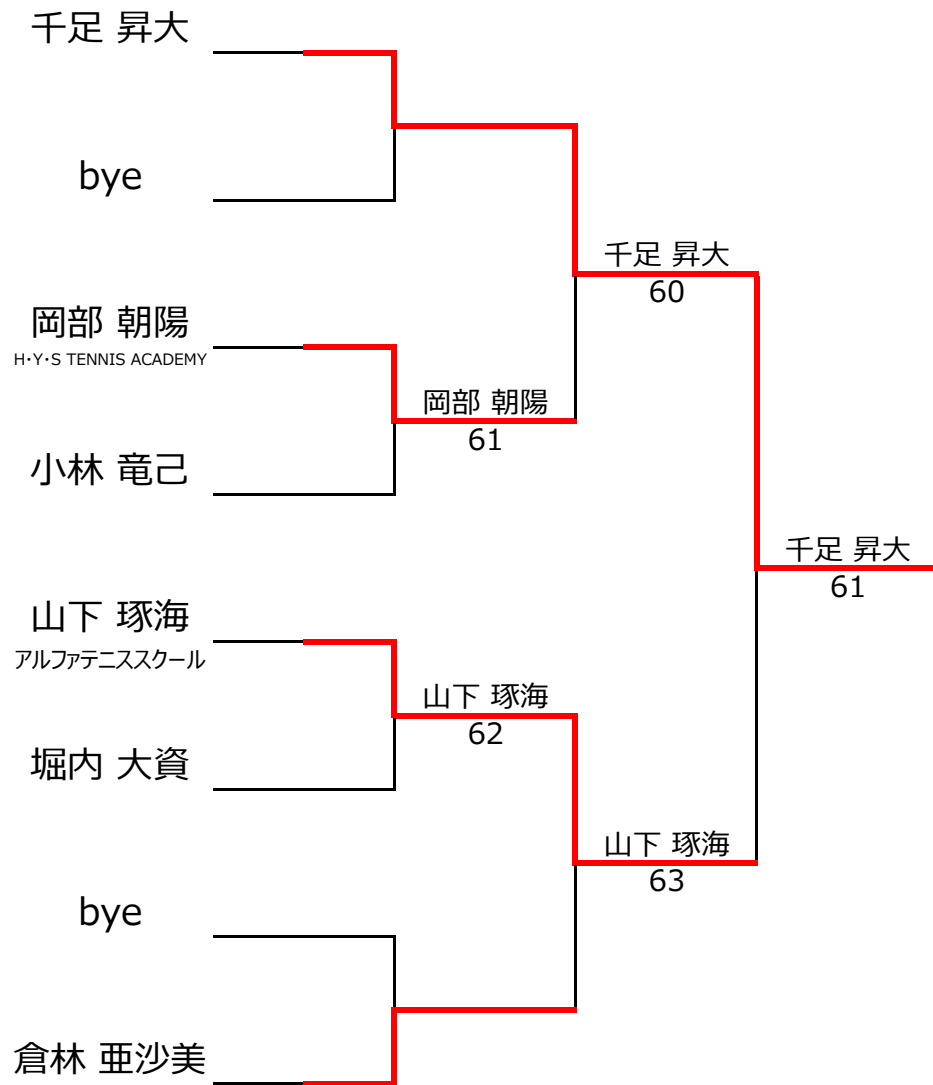 千足 昇大
bye
岡部 朝陽
H・Y・S TENNIS ACADEMY
小林 竜己
山下 琢海
アルファテニススクール
堀内 大資
bye
倉林 亜沙美
岡部 朝陽
61
山下 琢海
62
千足 昇大
60
山下 琢海
63
千足 昇大
61